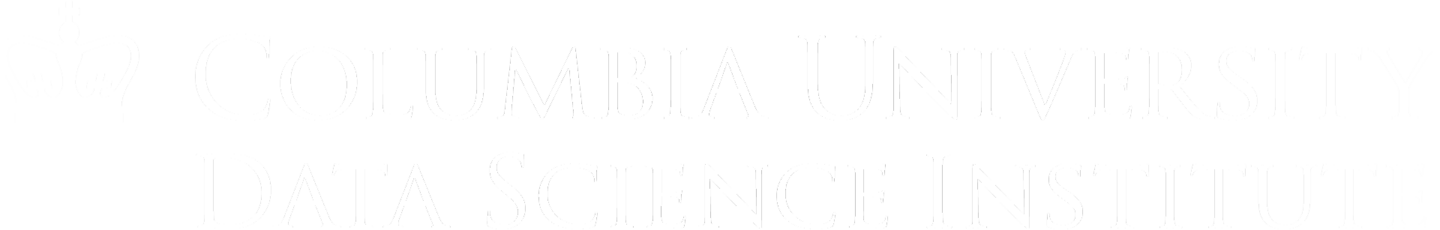 COLUMBIA UNIVERSITY
DATA SCIENCE INSTITUTE